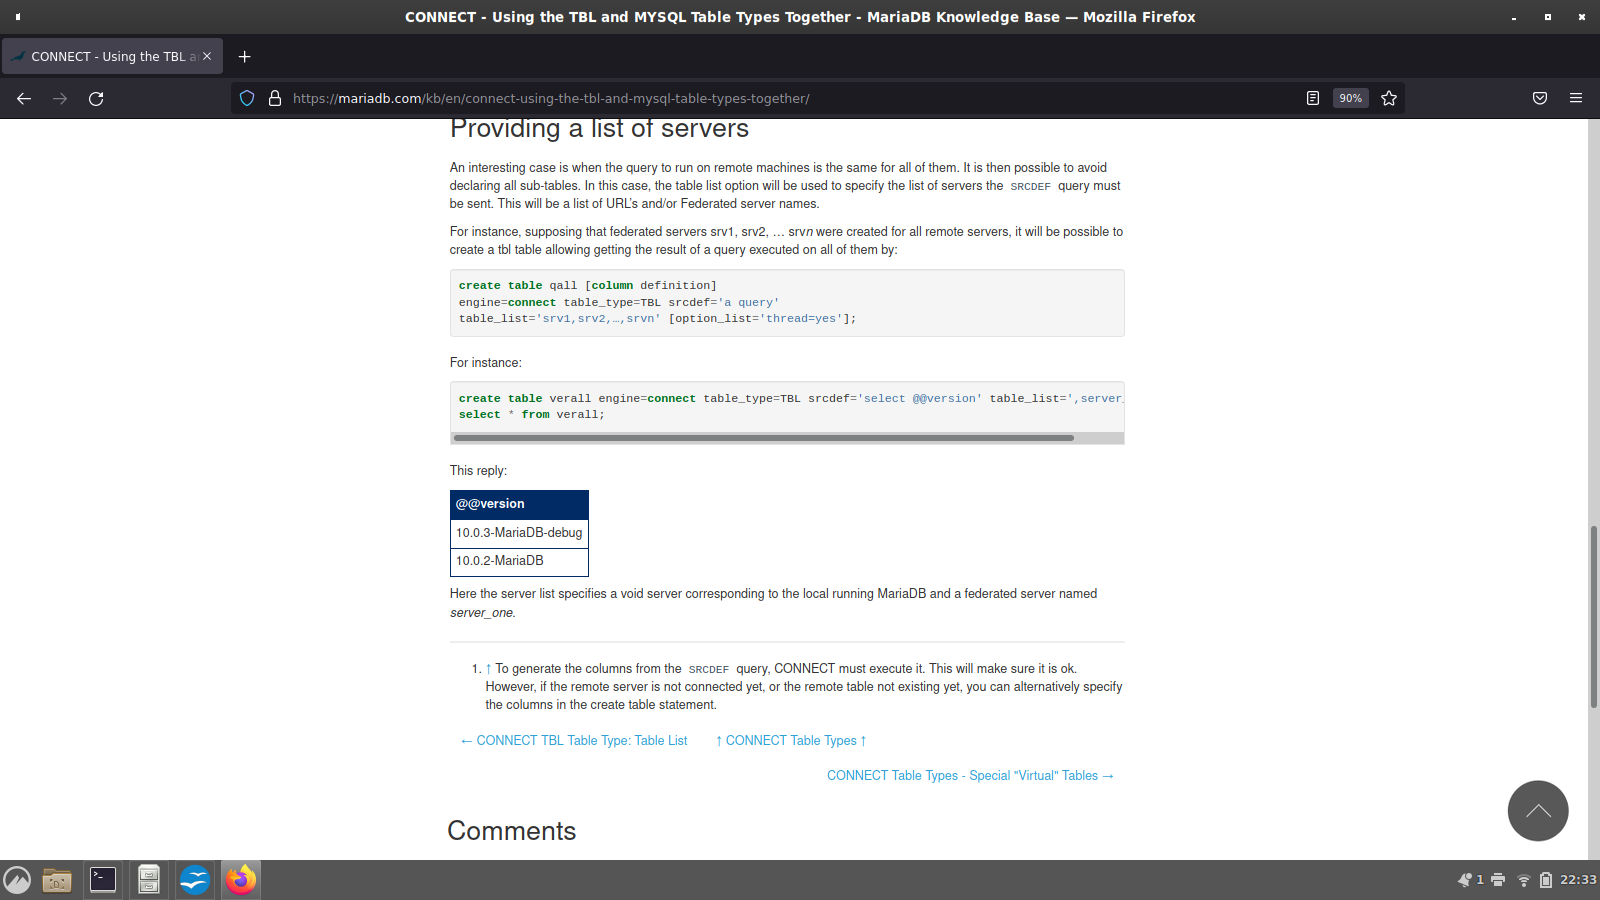 CONNECT - Using the TBL and MYSQL Table Types Together - MariaDB Knowledge Base — Mozilla Firefox
CONNECT - Using the TBL a
https://mariadb.com/kb/en/connect-using-the-tbl-and-mysql-table-types-together/
90%
Providing a list of servers
An interesting case is when the query to run on remote machines is the same for all of them. It is then possible to avoid
declaring all sub-tables. In this case, the table list option will be used to specify the list of servers the SRCDEF query must
be sent. This will be a list of URL's and/or Federated server names.
For instance, supposing that federated servers srv1, srv2, … srvn were created for all remote servers, it will be possible to
create a tbl table allowing getting the result of a query executed on all of them by:
create table qall [column definition]
engine=connect table_type=TBL srcdef='a query'
table_list='srv1,srv2,…,srvn' [option_list='thread=yes'];
For instance:
create table verall engine=connect table_type=TBL srcdef='select @@version' table_list=',server_
select * from verall;
This reply:
@@version
10.0.3-MariaDB-debug
10.0.2-MariaDB
Here the server list specifies a void server corresponding to the local running MariaDB and a federated server named
server_one.
1. ↑ To generate the columns from the SRCDEF query, CONNECT must execute it. This will make sure it is ok.
However, if the remote server is not connected yet, or the remote table not existing yet, you can alternatively specify
the columns in the create table statement.
← CONNECT TBL Table Type: Table List ↑ CONNECT Table Types ↑
CONNECT Table Types - Special "Virtual" Tables →
Comments
1 22:33